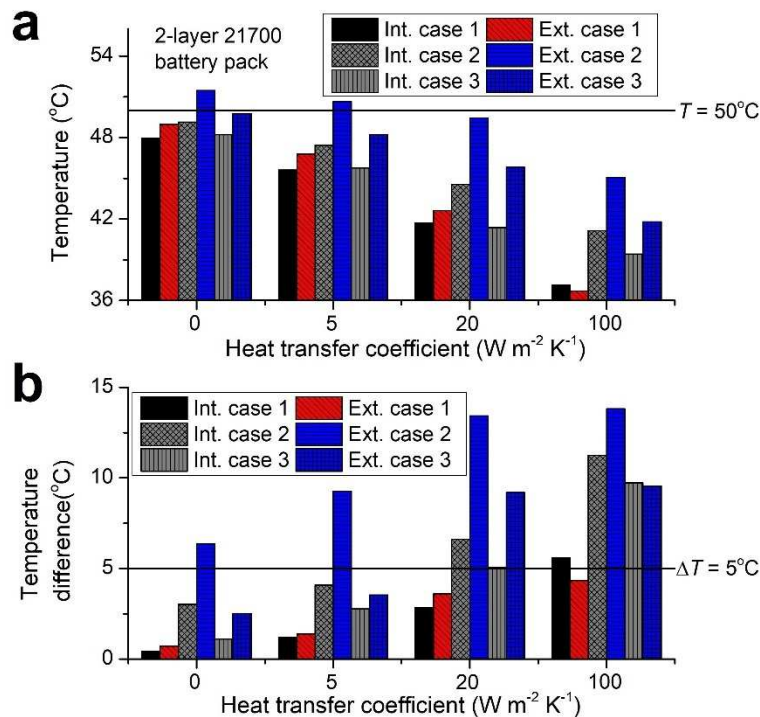 a
2-layer 21700
battery pack
Int. case 1
Ext. case 1
Int. case 2
Ext. case 2
Int. case 3
Ext. case 3
T = 50°C
54
48
42
36
Temperature (°C)
0
5
20
100
Heat transfer coefficient (W m⁻² K⁻¹)
b
Int. case 1
Ext. case 1
Int. case 2
Ext. case 2
Int. case 3
Ext. case 3
ΔT = 5°C
15
10
5
0
Temperature
difference(°C)
0
5
20
100
Heat transfer coefficient (W m⁻² K⁻¹)